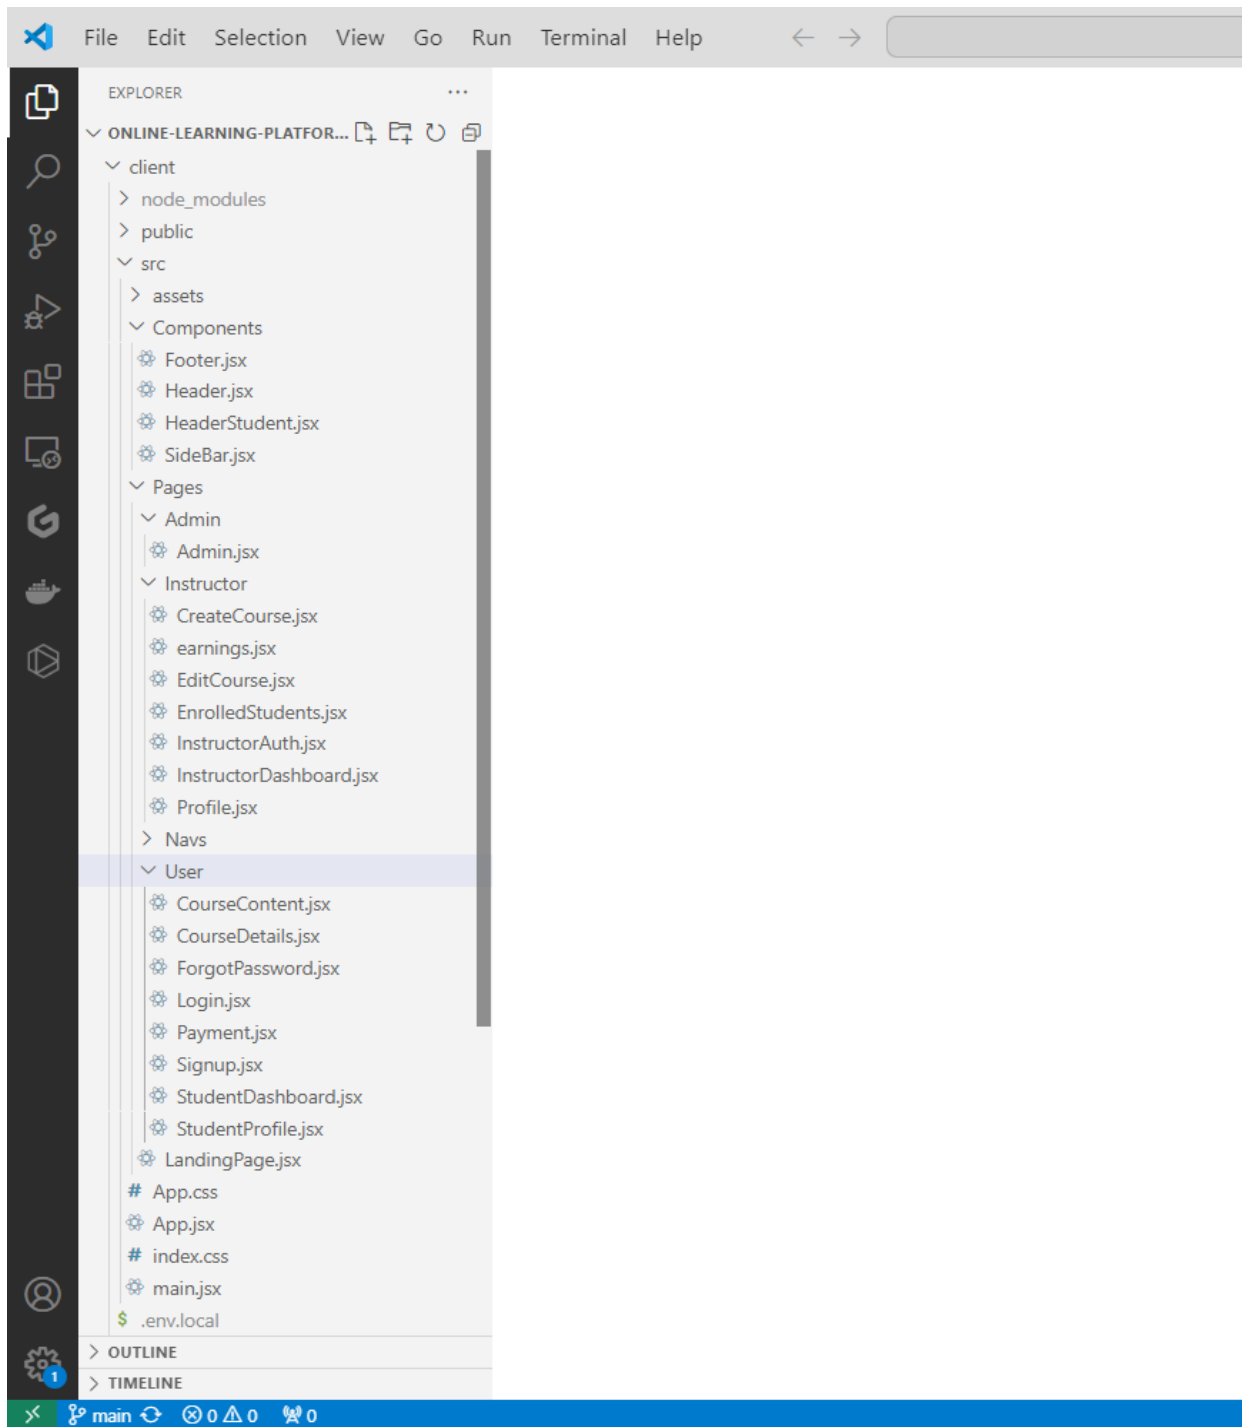 File Edit Selection View Go Run Terminal Help
EXPLORER ...
ONLINE-LEARNING-PLATFOR...
client
node_modules
public
src
assets
Components
Footer.jsx
Header.jsx
HeaderStudent.jsx
SideBar.jsx
Pages
Admin
Admin.jsx
Instructor
CreateCourse.jsx
earnings.jsx
EditCourse.jsx
EnrolledStudents.jsx
InstructorAuth.jsx
InstructorDashboard.jsx
Profile.jsx
Navs
User
CourseContent.jsx
CourseDetails.jsx
ForgotPassword.jsx
Login.jsx
Payment.jsx
Signup.jsx
StudentDashboard.jsx
StudentProfile.jsx
LandingPage.jsx
# App.css
App.jsx
# index.css
main.jsx
$ .env.local
OUTLINE
1
TIMELINE
main 0 0 0